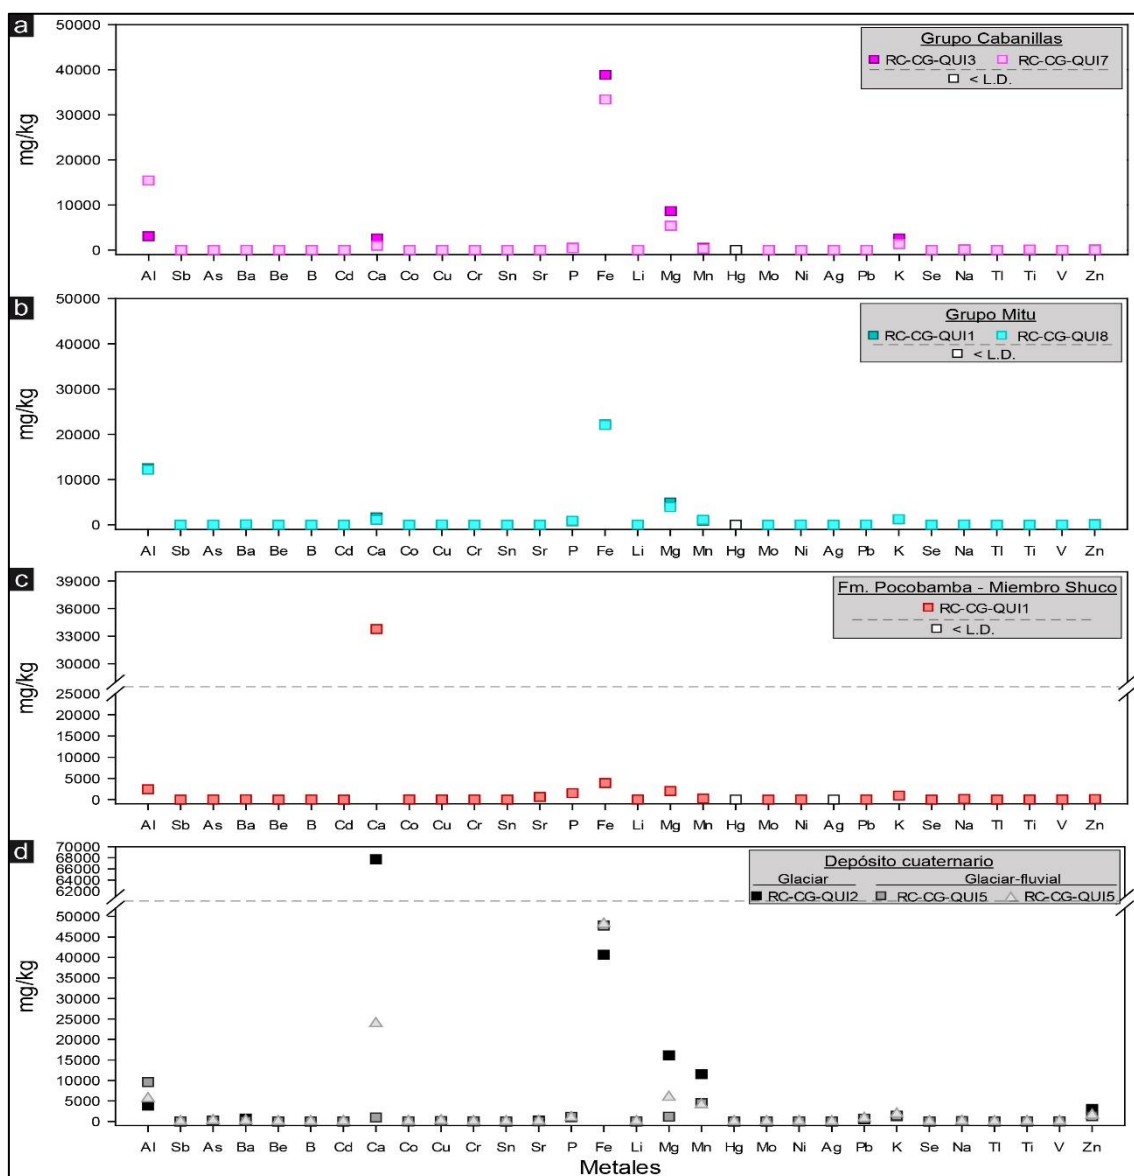 a
50000
40000
30000
20000
10000
0
mg/kg
Grupo Cabanillas
RC-CG-QUI3 RC-CG-QUI7
< L.D.
Al Sb As Ba Be B Cd Ca Co Cu Cr Sn Sr P Fe Li Mg Mn Hg Mo Ni Ag Pb K Se Na Tl Ti V Zn
b
50000
40000
30000
20000
10000
0
mg/kg
Grupo Mitu
RC-CG-QUI1 RC-CG-QUI8
< L.D.
Al Sb As Ba Be B Cd Ca Co Cu Cr Sn Sr P Fe Li Mg Mn Hg Mo Ni Ag Pb K Se Na Tl Ti V Zn
c
39000
36000
33000
30000
25000
20000
15000
10000
5000
0
mg/kg
Fm. Pocobamba - Miembro Shuco
RC-CG-QUI1
< L.D.
Al Sb As Ba Be B Cd Ca Co Cu Cr Sn Sr P Fe Li Mg Mn Hg Mo Ni Ag Pb K Se Na Tl Ti V Zn
d
70000
68000
66000
64000
62000
50000
45000
40000
35000
30000
25000
20000
15000
10000
5000
0
mg/kg
Depósito cuaternario
Glaciar Glaciar-fluvial
RC-CG-QUI2 RC-CG-QUI5 RC-CG-QUI5
Al Sb As Ba Be B Cd Ca Co Cu Cr Sn Sr P Fe Li Mg Mn Hg Mo Ni Ag Pb K Se Na Tl Ti V Zn
Metales